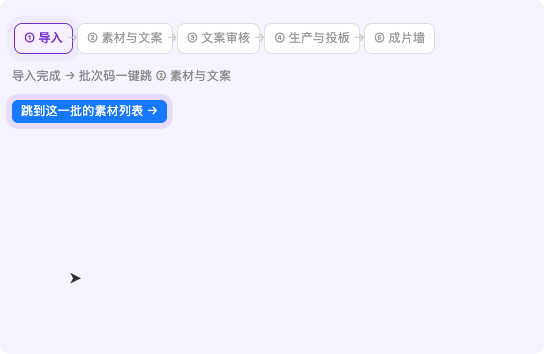 ① 导入 → ② 素材与文案 → ③ 文案审核 → ④ 生产与投板 → ⑤ 成片墙
导入完成 → 批次码一键跳 ② 素材与文案
跳到这一批的素材列表 →